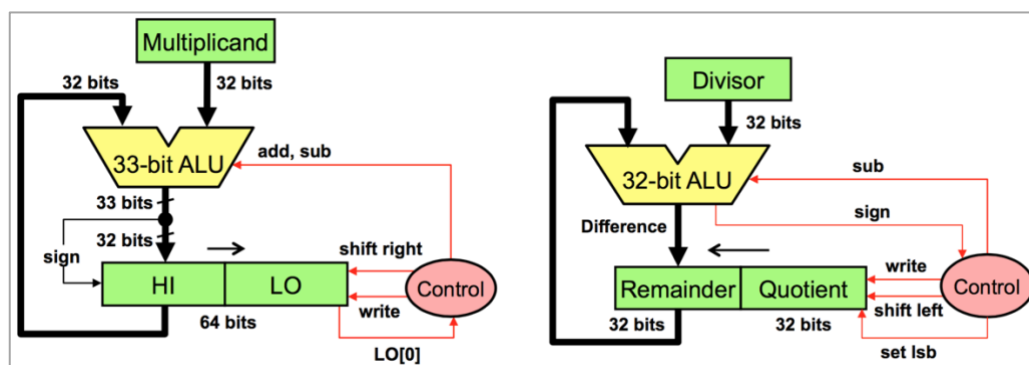 Multiplicand
32 bits
32 bits
33-bit ALU
add, sub
33 bits
32 bits
sign
shift right
HI
LO
Control
write
64 bits
LO[0]
Divisor
32 bits
32-bit ALU
sub
sign
Difference
write
Remainder
Quotient
Control
shift left
32 bits
32 bits
set lsb